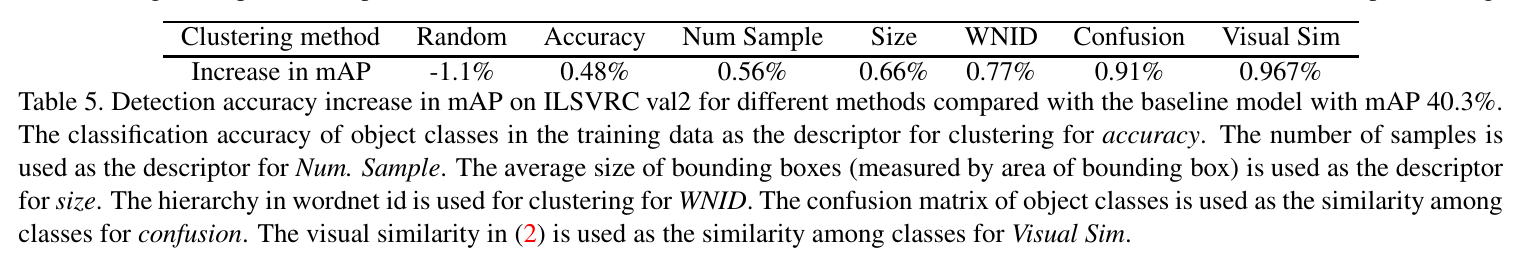 Clustering method Random Accuracy Num Sample Size WNID Confusion Visual Sim
Increase in mAP -1.1% 0.48% 0.56% 0.66% 0.77% 0.91% 0.967%
Table 5. Detection accuracy increase in mAP on ILSVRC val2 for different methods compared with the baseline model with mAP 40.3%.
The classification accuracy of object classes in the training data as the descriptor for clustering for accuracy. The number of samples is
used as the descriptor for Num. Sample. The average size of bounding boxes (measured by area of bounding box) is used as the descriptor
for size. The hierarchy in wordnet id is used for clustering for WNID. The confusion matrix of object classes is used as the similarity among
classes for confusion. The visual similarity in (2) is used as the similarity among classes for Visual Sim.